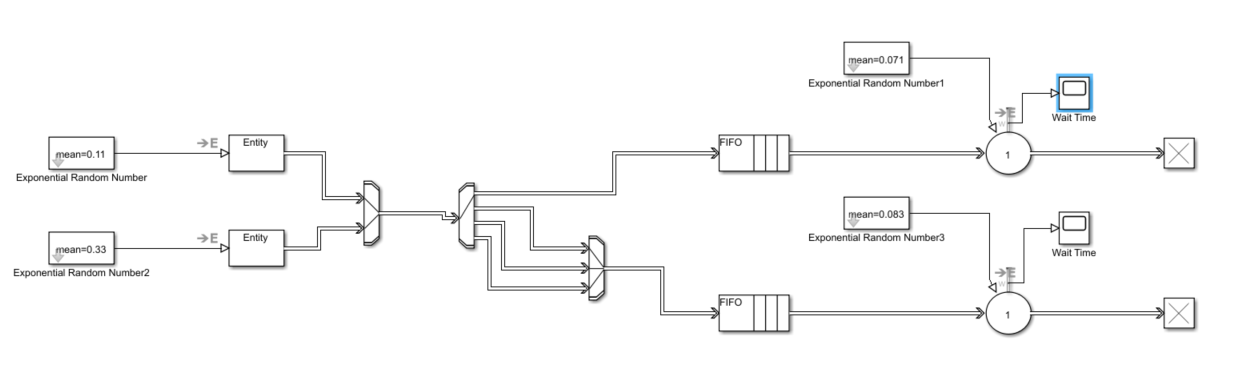 mean=0.071
Exponential Random Number1
E
w
Wait Time
E
Entity
mean=0.11
Exponential Random Number
FIFO
1
mean=0.083
Exponential Random Number3
E
Entity
mean=0.33
Exponential Random Number2
Wait Time
E
w
FIFO
1